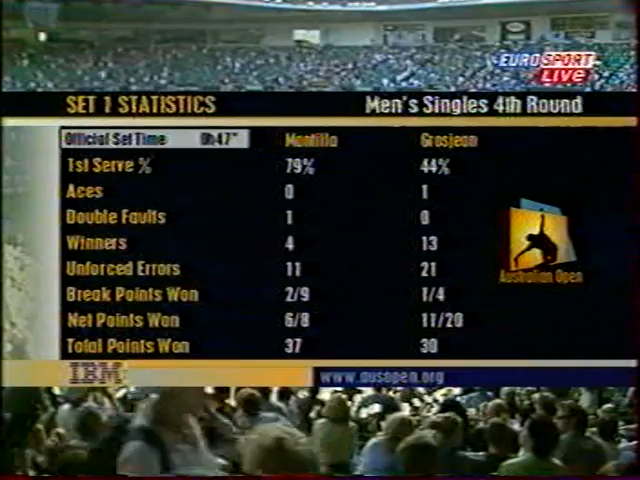 EUROSPORT
LIVE
SET 1 STATISTICS Men's Singles 4th Round
Official Set Time 0h47" Mantilla Grosjean
1st Serve % 79% 44%
Aces 0 1
Double Faults 1 0
Winners 4 13
Unforced Errors 11 21
Break Points Won 2/9 1/4
Net Points Won 6/8 11/20
Total Points Won 37 30
Australian Open
IBM www.ausopen.org